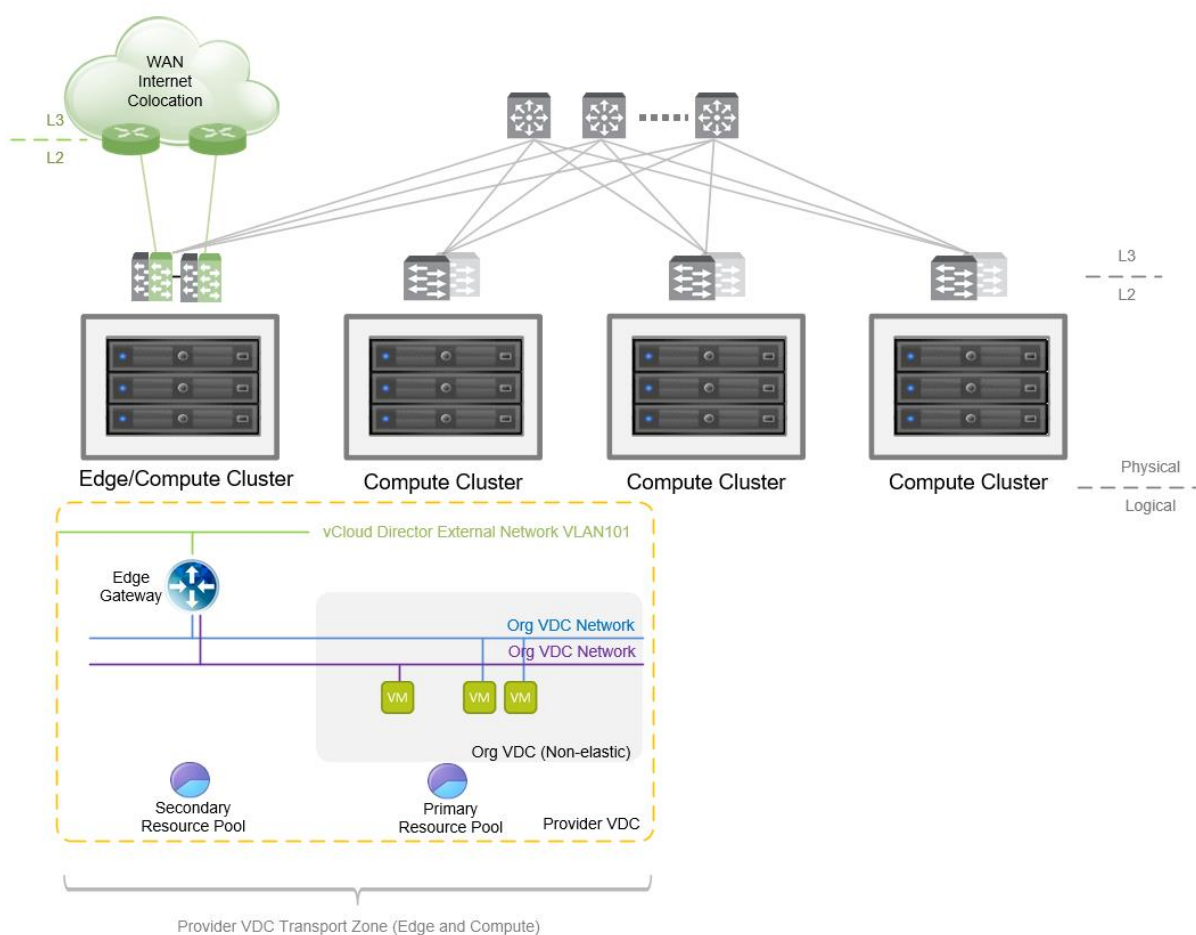 WAN
Internet
Colocation
L3
L2
L3
L2
Edge/Compute Cluster
Compute Cluster
Compute Cluster
Compute Cluster
Physical
Logical
vCloud Director External Network VLAN101
Edge
Gateway
Org VDC Network
Org VDC Network
VM
VM
VM
Org VDC (Non-elastic)
Secondary
Resource Pool
Primary
Resource Pool
Provider VDC
Provider VDC Transport Zone (Edge and Compute)